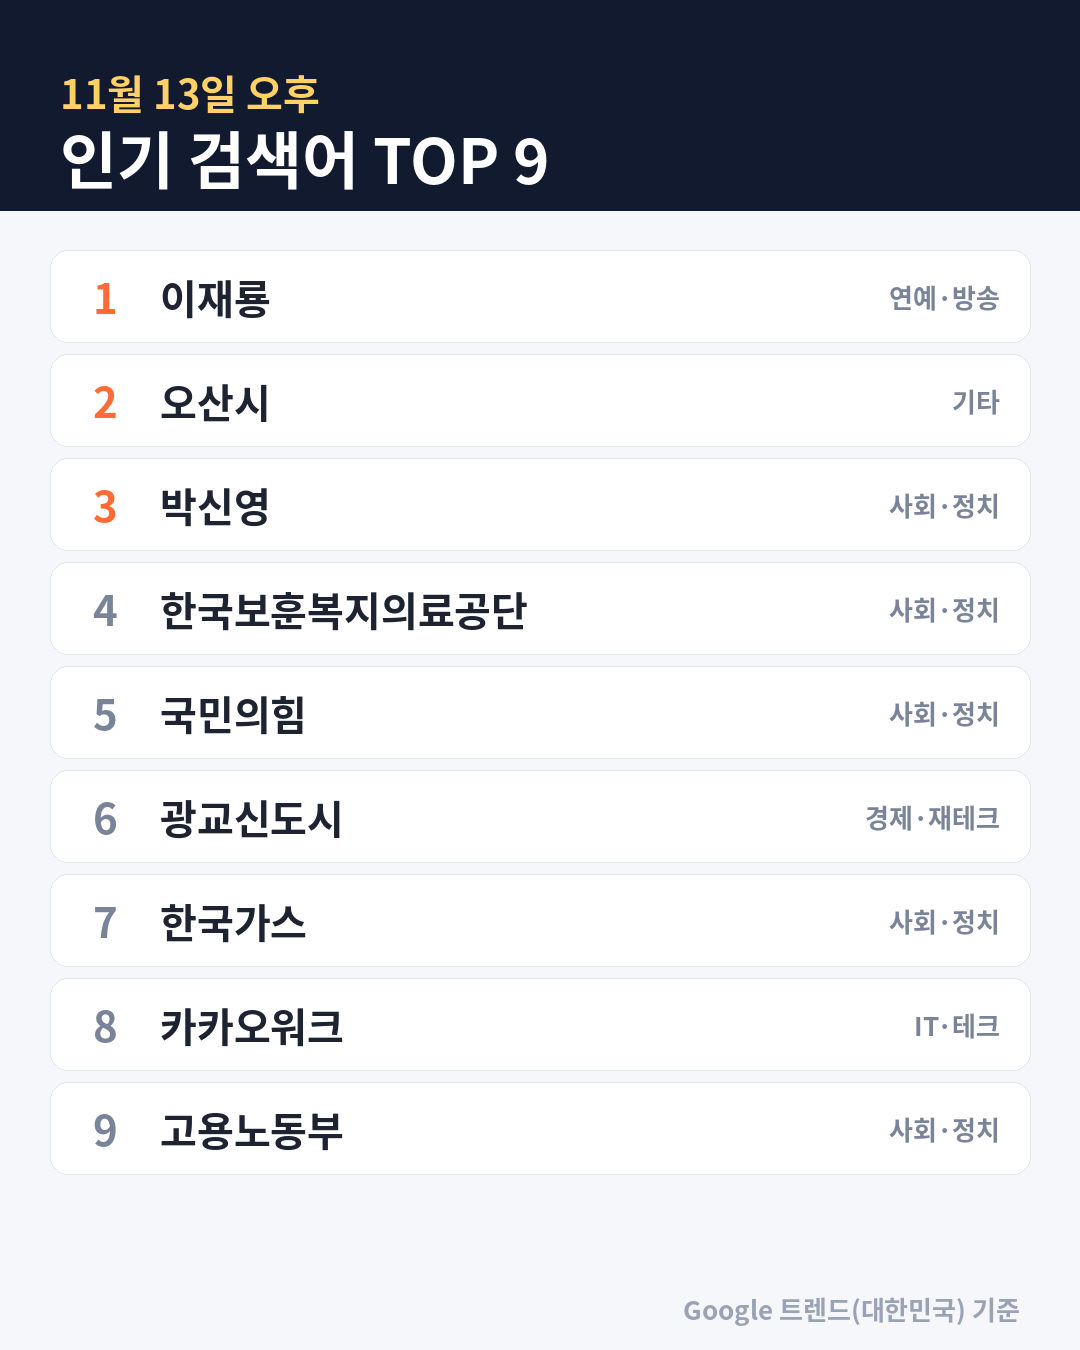 11월 13일 오후
인기 검색어 TOP 9
1 이재룡 연예·방송
2 오산시 기타
3 박신영 사회·정치
4 한국보훈복지의료공단 사회·정치
5 국민의힘 사회·정치
6 광교신도시 경제·재테크
7 한국가스 사회·정치
8 카카오워크 IT·테크
9 고용노동부 사회·정치
Google 트렌드(대한민국) 기준